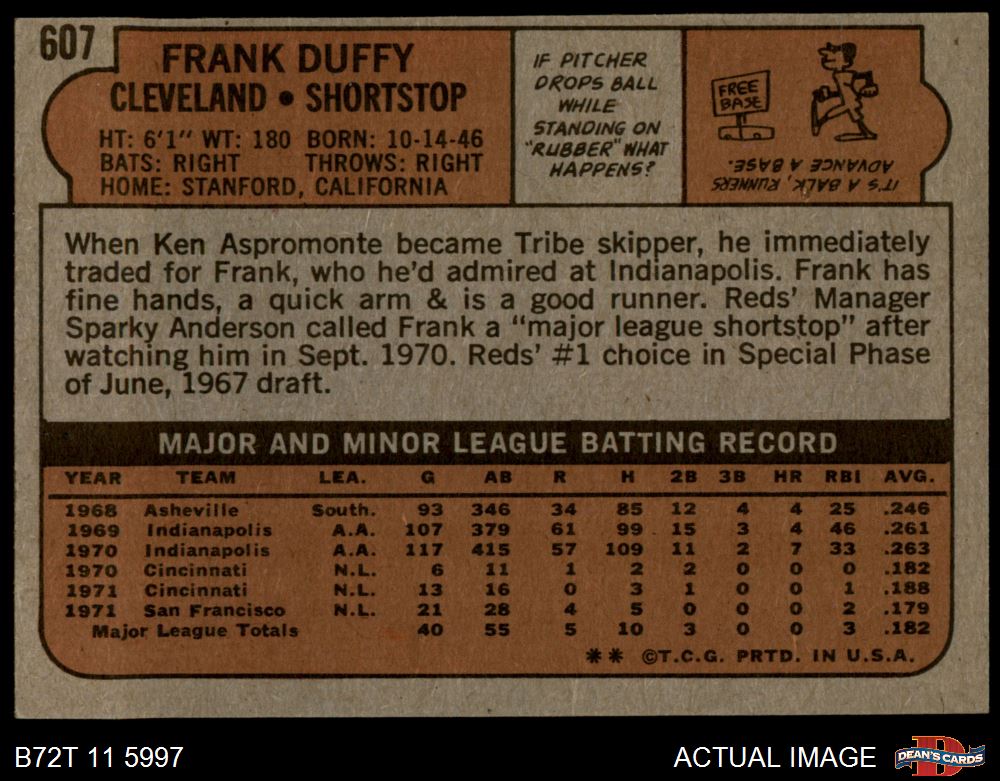 607
FRANK DUFFY
CLEVELAND • SHORTSTOP
HT: 6'1" WT: 180 BORN: 10-14-46
BATS: RIGHT THROWS: RIGHT
HOME: STANFORD, CALIFORNIA
IF PITCHER
DROPS BALL
WHILE
STANDING ON
"RUBBER" WHAT
HAPPENS?
FREE
BASE
IT'S A BALK, RUNNERS
ADVANCE A BASE.
When Ken Aspromonte became Tribe skipper, he immediately
traded for Frank, who he'd admired at Indianapolis. Frank has
fine hands, a quick arm & is a good runner. Reds' Manager
Sparky Anderson called Frank a "major league shortstop" after
watching him in Sept. 1970. Reds' #1 choice in Special Phase
of June, 1967 draft.
MAJOR AND MINOR LEAGUE BATTING RECORD
YEAR TEAM LEA. G AB R H 2B 3B HR RBI AVG.
1968 Asheville South. 93 346 34 85 12 4 4 25 .246
1969 Indianapolis A.A. 107 379 61 99 15 3 4 46 .261
1970 Indianapolis A.A. 117 415 57 109 11 2 7 33 .263
1970 Cincinnati N.L. 6 11 1 2 2 0 0 0 .182
1971 Cincinnati N.L. 13 16 0 3 1 0 0 1 .188
1971 San Francisco N.L. 21 28 4 5 0 0 0 2 .179
Major League Totals 40 55 5 10 3 0 0 3 .182
** ©T.C.G. PRTD. IN U.S.A.
B72T 11 5997
ACTUAL IMAGE
D
DEAN'S CARDS